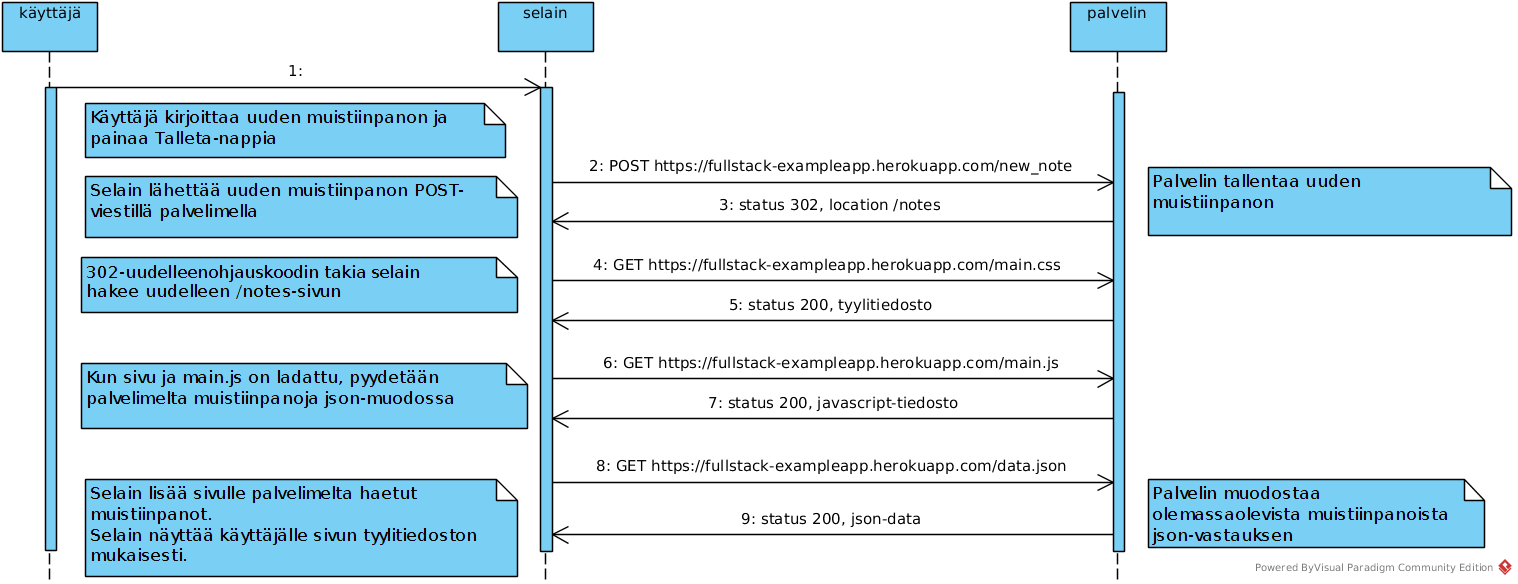 käyttäjä
selain
palvelin
1:
Käyttäjä kirjoittaa uuden muistiinpanon ja
painaa Talleta-nappia
2: POST https://fullstack-exampleapp.herokuapp.com/new_note
Selain lähettää uuden muistiinpanon POST-
viestillä palvelimella
Palvelin tallentaa uuden
muistiinpanon
3: status 302, location /notes
302-uudelleenohjauskoodin takia selain
hakee uudelleen /notes-sivun
4: GET https://fullstack-exampleapp.herokuapp.com/main.css
5: status 200, tyylitiedosto
6: GET https://fullstack-exampleapp.herokuapp.com/main.js
Kun sivu ja main.js on ladattu, pyydetään
palvelimelta muistiinpanoja json-muodossa
7: status 200, javascript-tiedosto
8: GET https://fullstack-exampleapp.herokuapp.com/data.json
Selain lisää sivulle palvelimelta haetut
muistiinpanot.
Selain näyttää käyttäjälle sivun tyylitiedoston
mukaisesti.
9: status 200, json-data
Palvelin muodostaa
olemassaolevista muistiinpanoista
json-vastauksen
Powered ByVisual Paradigm Community Edition